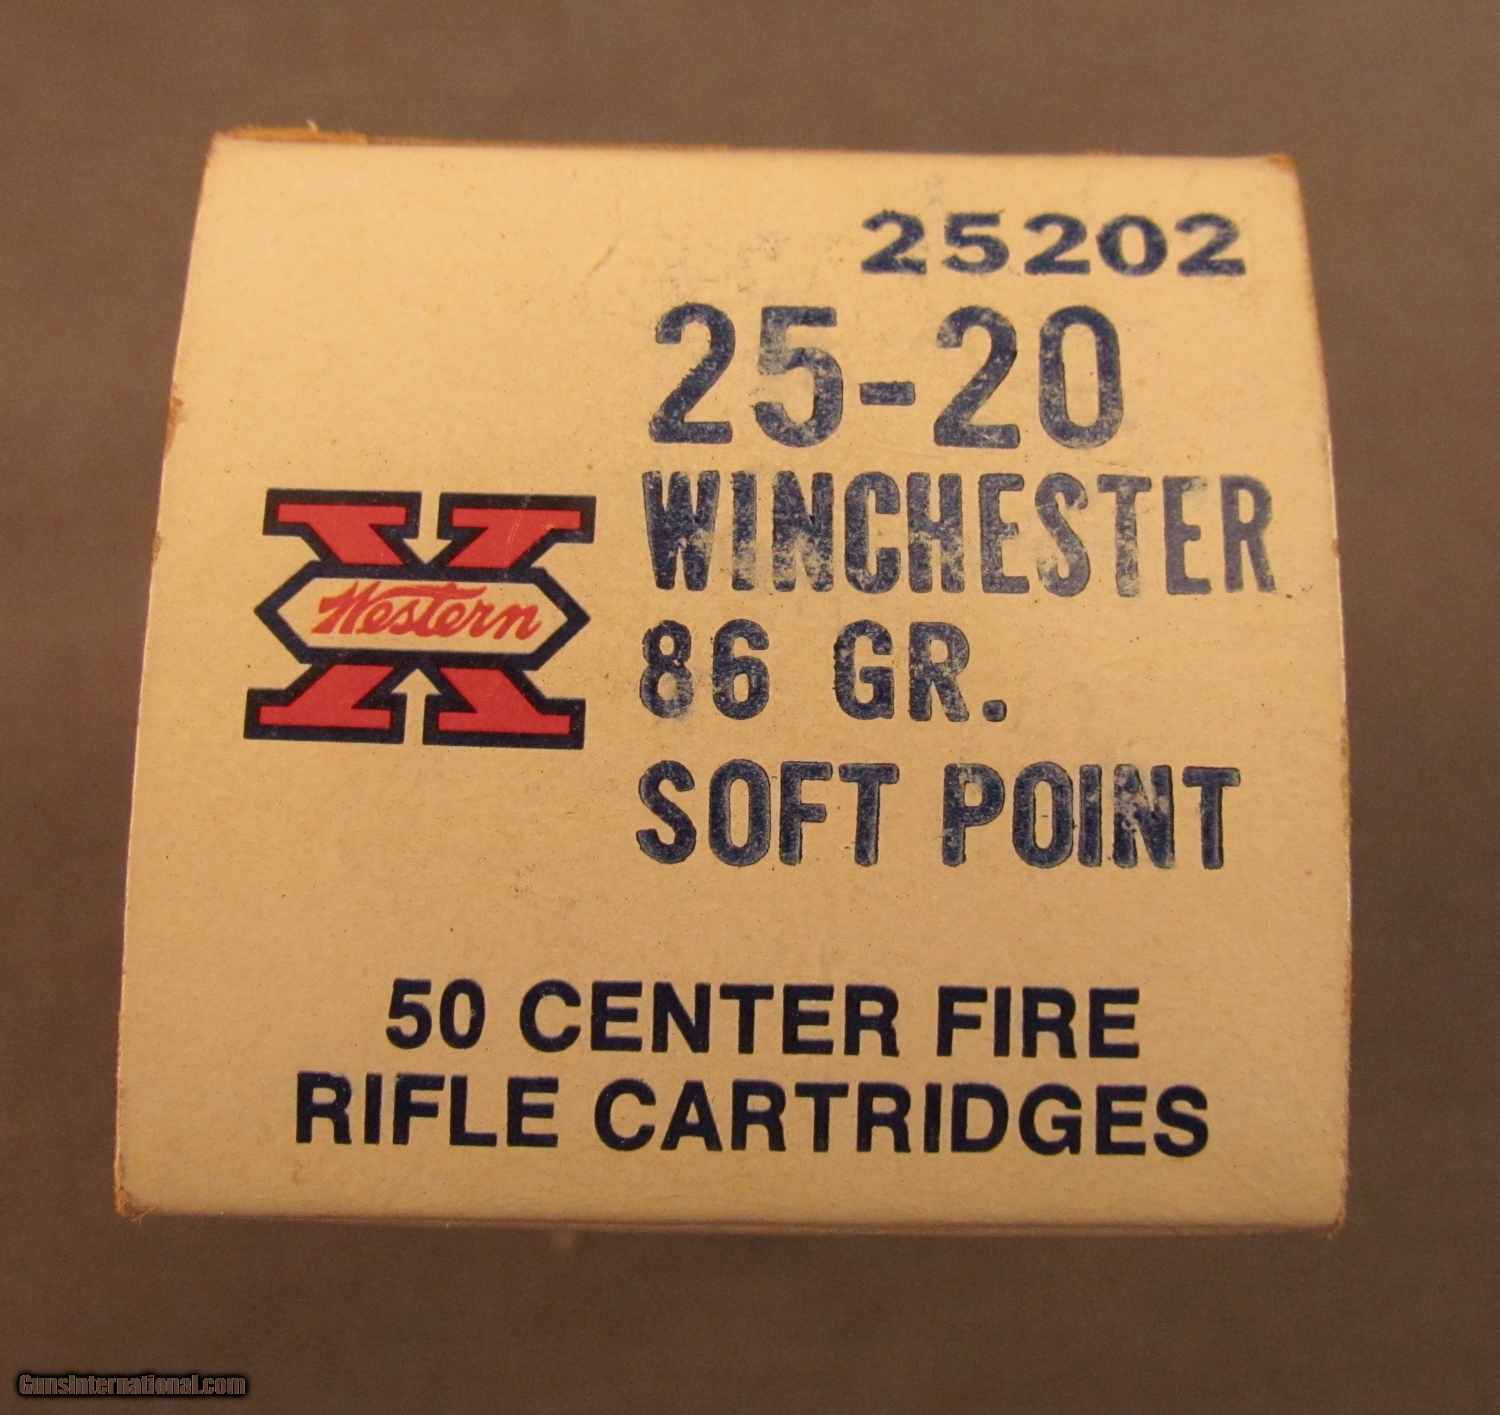 25202
25-20
WINCHESTER
Western
86 GR.
SOFT POINT
50 CENTER FIRE
RIFLE CARTRIDGES
GunsInternational.com